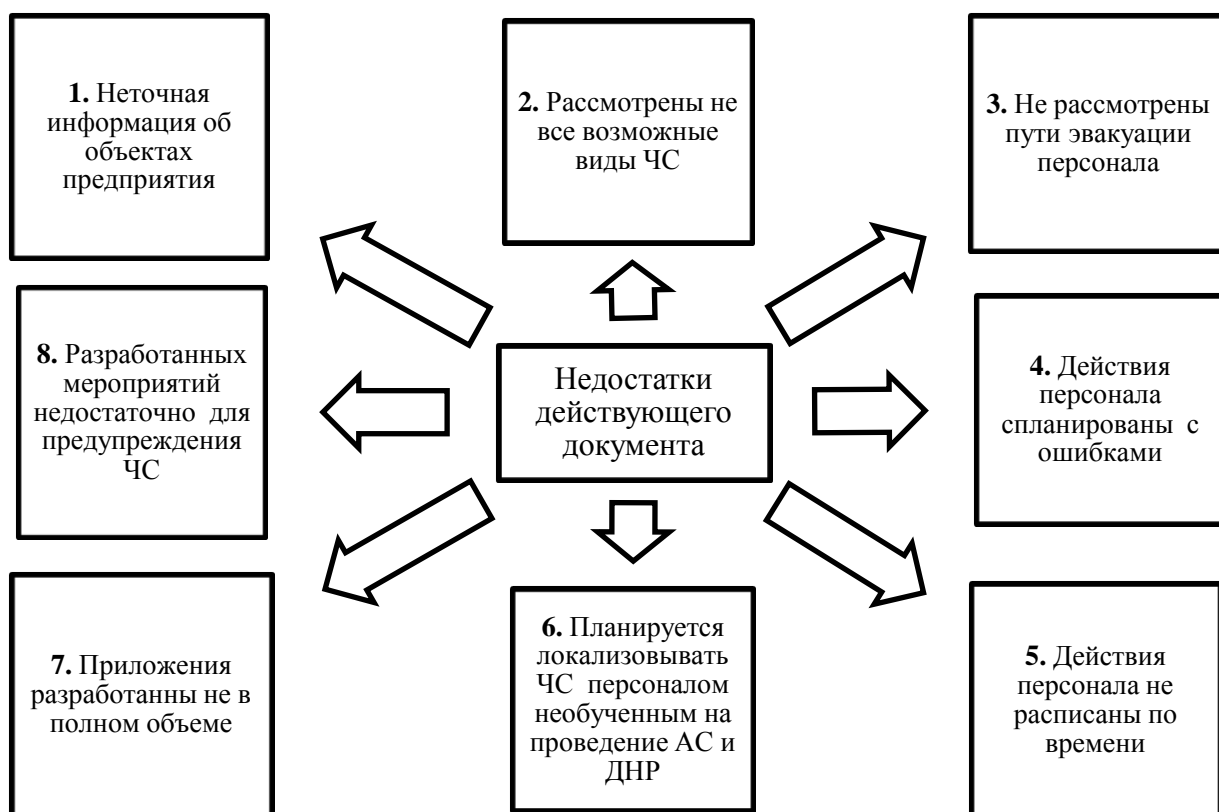 1. Неточная
информация об
объектах
предприятия
2. Рассмотрены не
все возможные
виды ЧС
3. Не рассмотрены
пути эвакуации
персонала
8. Разработанных
мероприятий
недостаточно для
предупреждения
ЧС
Недостатки
действующего
документа
4. Действия
персонала
спланированы с
ошибками
7. Приложения
разработанны не в
полном объеме
6. Планируется
локализовывать
ЧС персоналом
необученным на
проведение АС и
ДНР
5. Действия
персонала не
расписаны по
времени